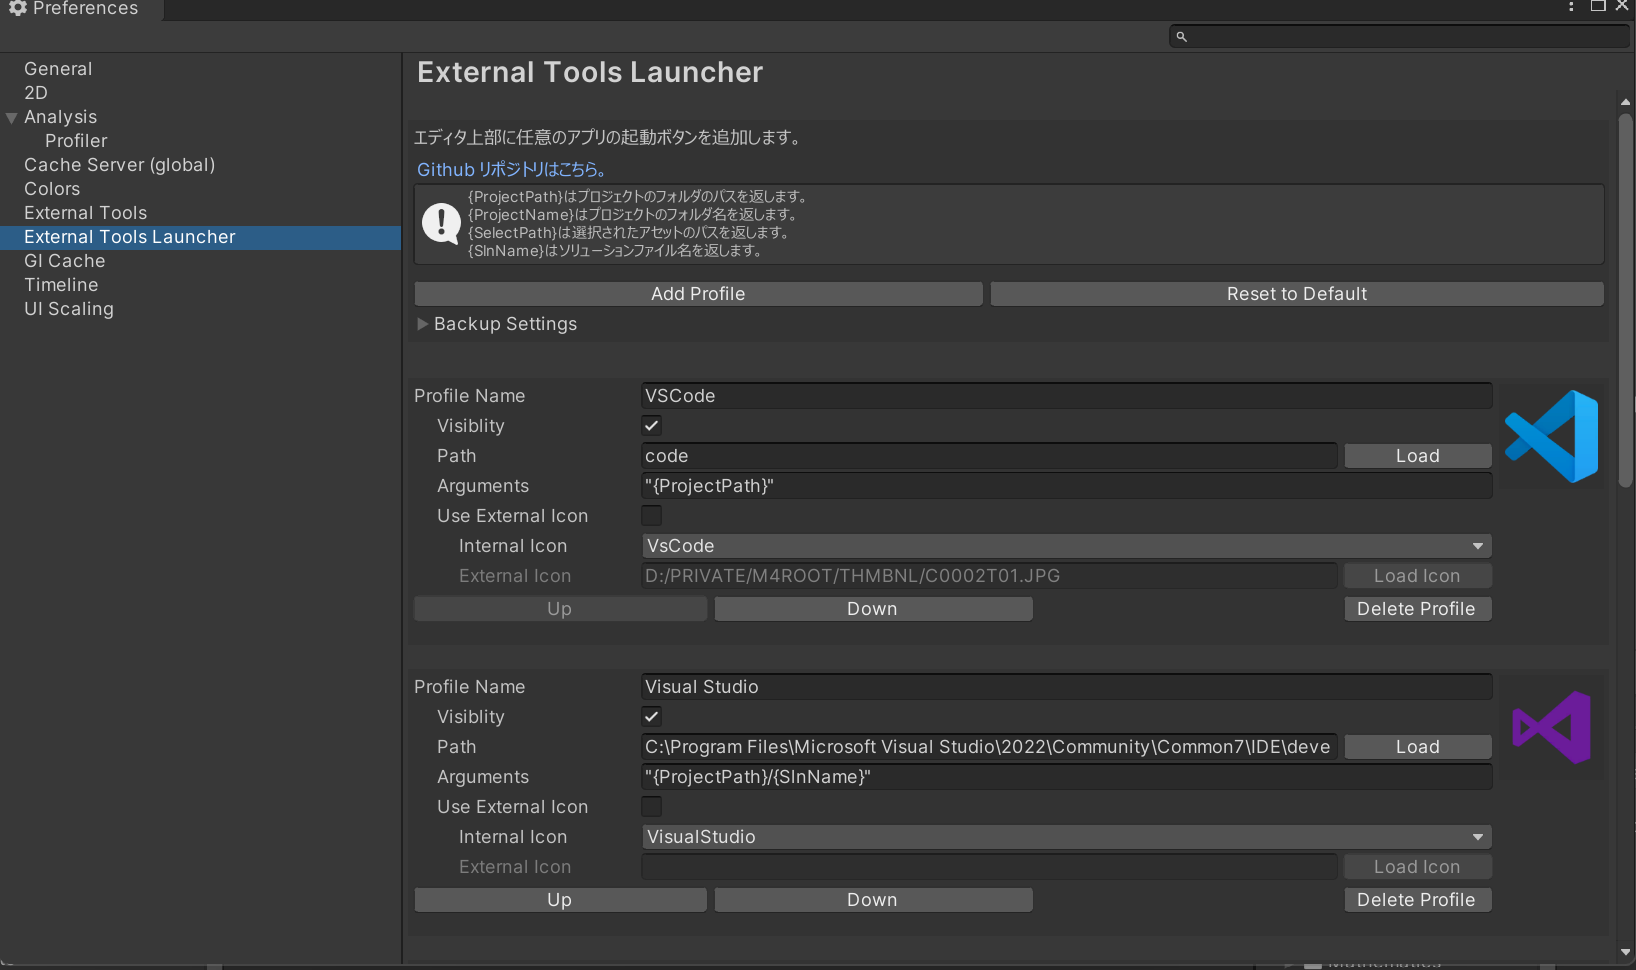 Preferences
General
2D
Analysis
Profiler
Cache Server (global)
Colors
External Tools
External Tools Launcher
GI Cache
Timeline
UI Scaling
External Tools Launcher
エディタ上部に任意のアプリの起動ボタンを追加します。
Github リポジトリはこちら。
{ProjectPath}はプロジェクトのフォルダのパスを返します。
{ProjectName}はプロジェクトのフォルダ名を返します。
{SelectPath}は選択されたアセットのパスを返します。
{SlnName}はソリューションファイル名を返します。
Add Profile Reset to Default
Backup Settings
Profile Name VSCode
Visiblity
Path code Load
Arguments "{ProjectPath}"
Use External Icon
Internal Icon VsCode
External Icon D:/PRIVATE/M4ROOT/THMBNL/C0002T01.JPG Load Icon
Up Down Delete Profile
Profile Name Visual Studio
Visiblity
Path C:\Program Files\Microsoft Visual Studio\2022\Community\Common7\IDE\deve Load
Arguments "{ProjectPath}/{SlnName}"
Use External Icon
Internal Icon VisualStudio
External Icon Load Icon
Up Down Delete Profile